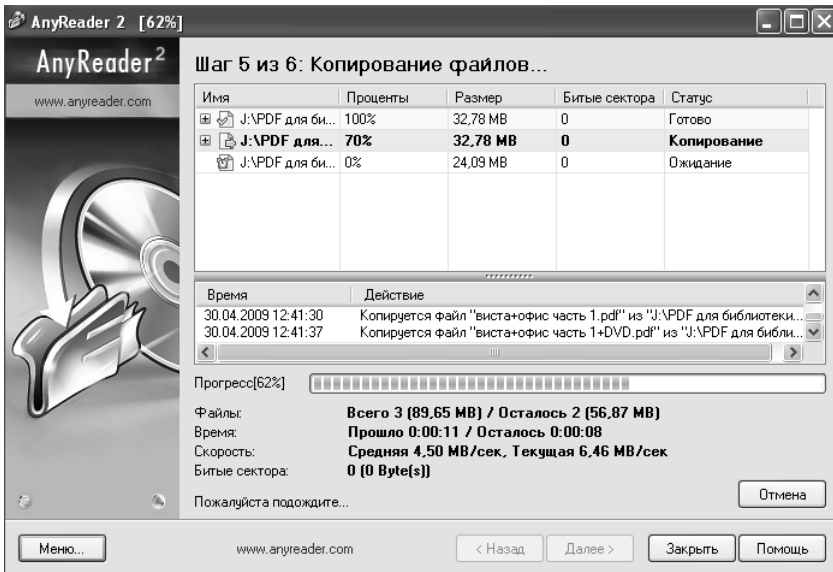 AnyReader 2 [62%]
AnyReader²
www.anyreader.com
Шаг 5 из 6: Копирование файлов...
Имя Проценты Размер Битые сектора Статус
J:\PDF для би... 100% 32,78 MB 0 Готово
J:\PDF для... 70% 32,78 MB 0 Копирование
J:\PDF для би... 0% 24,09 MB 0 Ожидание
Время Действие
30.04.2009 12:41:30 Копируется файл "виста+офис часть 1.pdf" из "J:\PDF для библиотеки...
30.04.2009 12:41:37 Копируется файл "виста+офис часть 1+DVD.pdf" из "J:\PDF для библи...
Прогресс[62%]
Файлы: Всего 3 (89,65 MB) / Осталось 2 (56,87 MB)
Время: Прошло 0:00:11 / Осталось 0:00:08
Скорость: Средняя 4,50 MB/сек, Текущая 6,46 MB/сек
Битые сектора: 0 (0 Byte(s))
Пожалуйста подождите...
Отмена
Меню... www.anyreader.com < Назад Далее > Закрыть Помощь